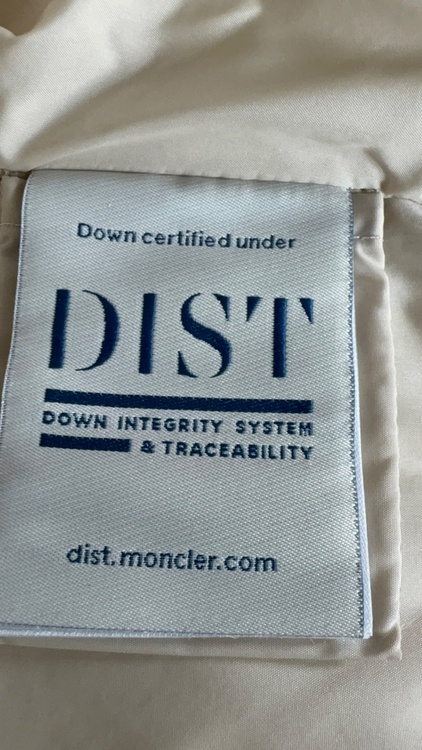 Down certified under
DIST
DOWN INTEGRITY SYSTEM
& TRACEABILITY
dist.moncler.com